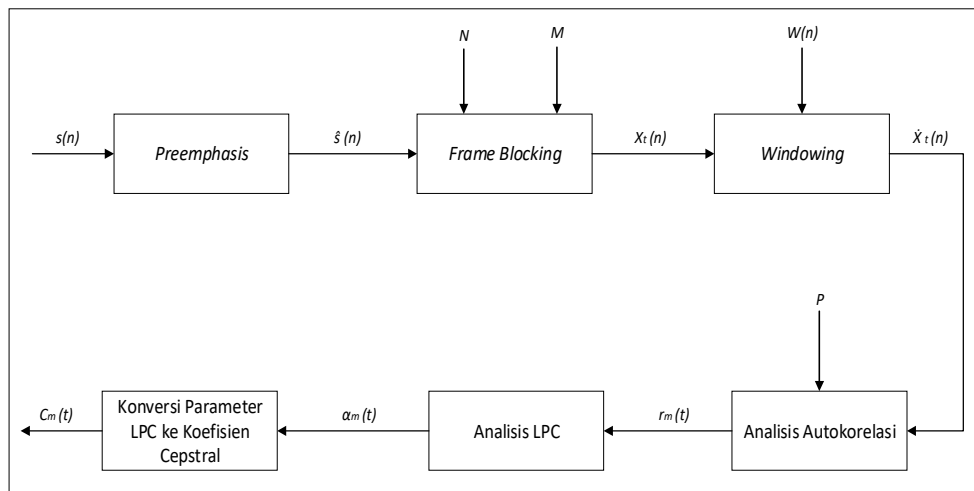 N
M
W(n)
s(n)
Preemphasis
ŝ (n)
Frame Blocking
Xt (n)
Windowing
Ẋ t (n)
P
Cm (t)
Konversi Parameter
LPC ke Koefisien
Cepstral
αm (t)
Analisis LPC
rm (t)
Analisis Autokorelasi